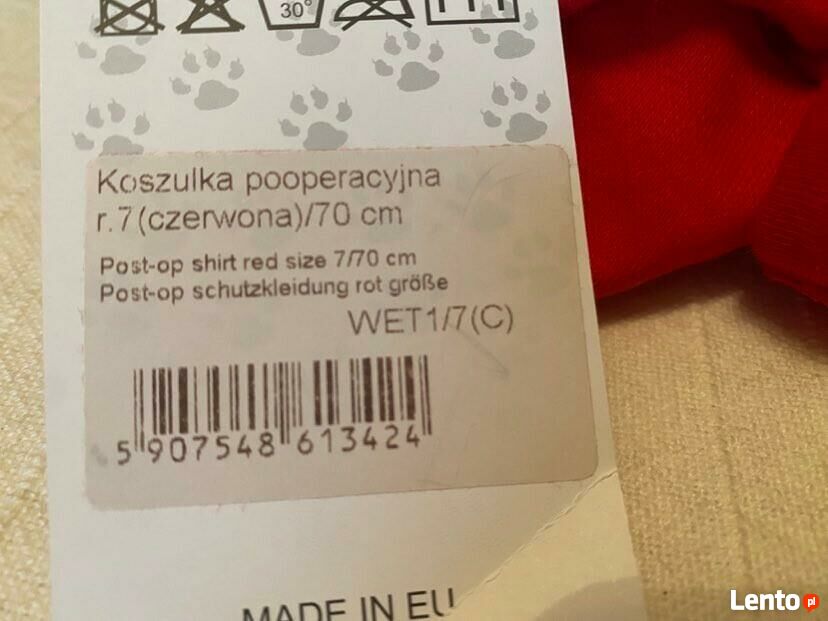 30°
Koszulka pooperacyjna
r.7(czerwona)/70 cm
Post-op shirt red size 7/70 cm
Post-op schutzkleidung rot größe
WET1/7(C)
5 907548 613424
MADE IN EU
Lento.pl